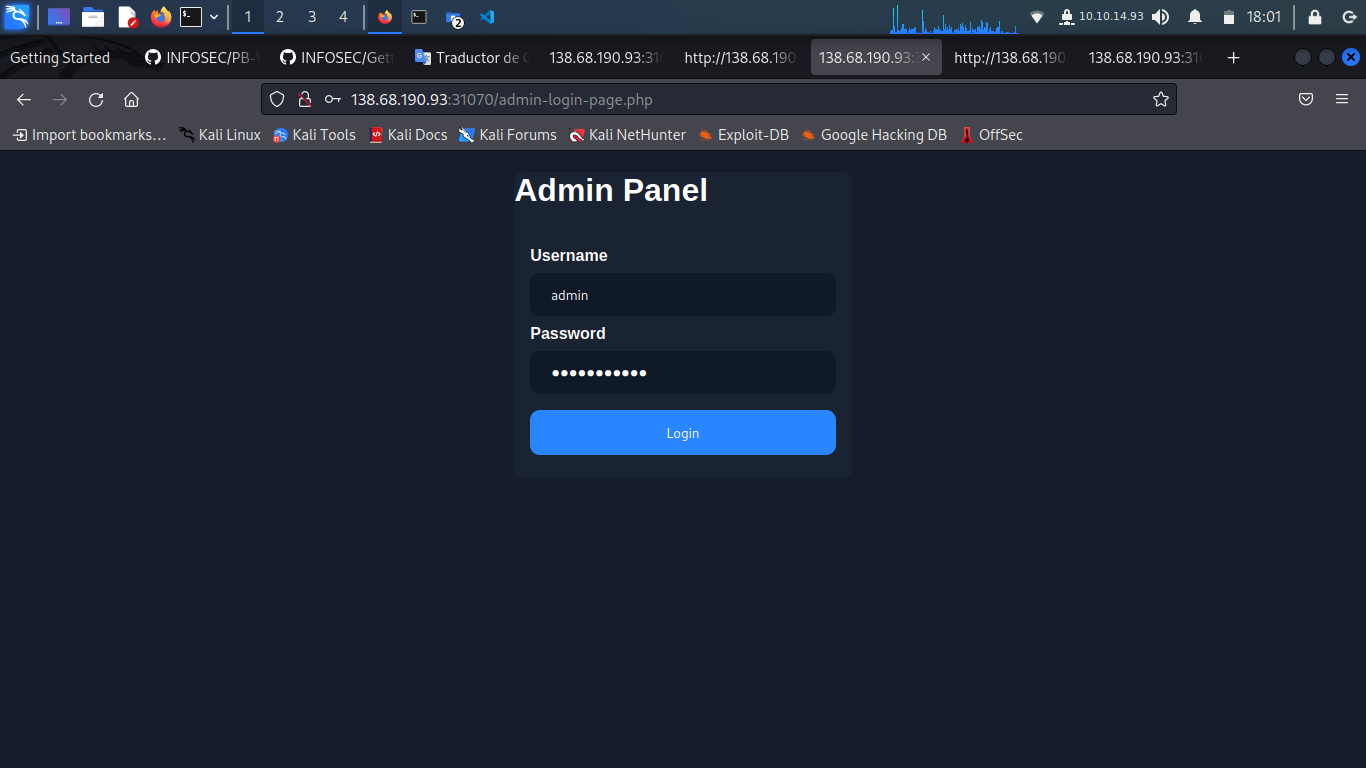 1 2 3 4 2 10.10.14.93 18:01
Getting Started INFOSEC/PB- INFOSEC/Gett Traductor de G 138.68.190.93:31 http://138.68.190 138.68.190.93: http://138.68.190 138.68.190.93:31
138.68.190.93:31070/admin-login-page.php
Import bookmarks... Kali Linux Kali Tools Kali Docs Kali Forums Kali NetHunter Exploit-DB Google Hacking DB OffSec
Admin Panel
Username
admin
Password
Login